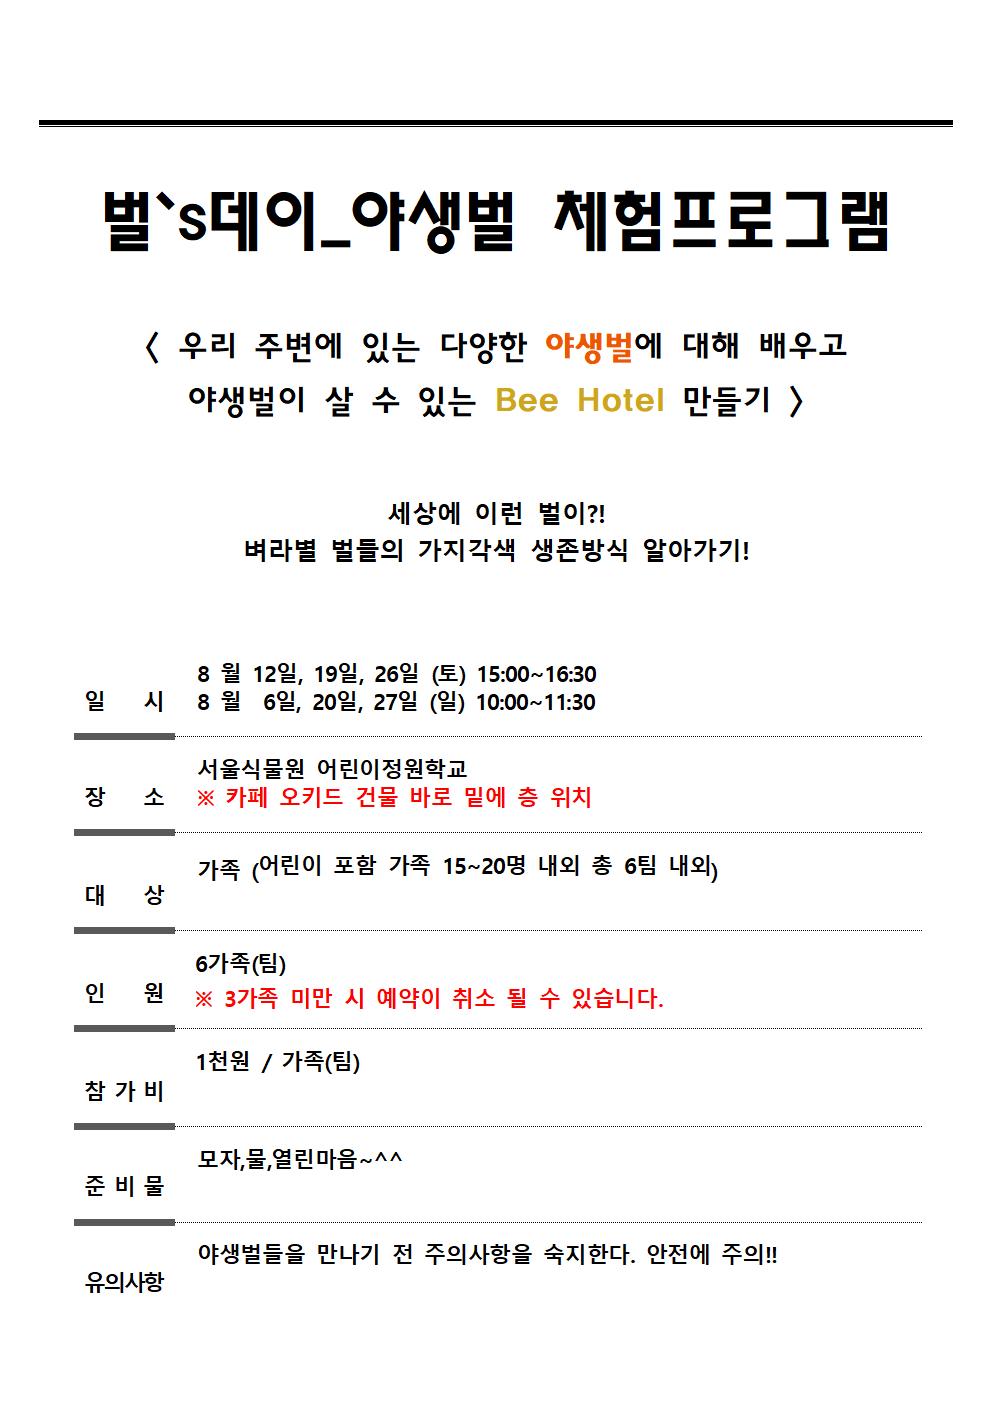 벌`s데이_야생벌 체험프로그램
〈 우리 주변에 있는 다양한 야생벌에 대해 배우고
야생벌이 살 수 있는 Bee Hotel 만들기 〉
세상에 이런 벌이?!
벼라별 벌들의 가지각색 생존방식 알아가기!
8 월 12일, 19일, 26일 (토) 15:00~16:30
일 시 8 월 6일, 20일, 27일 (일) 10:00~11:30
서울식물원 어린이정원학교
장 소 ※ 카페 오키드 건물 바로 밑에 층 위치
가족 (어린이 포함 가족 15~20명 내외 총 6팀 내외)
대 상
6가족(팀)
인 원 ※ 3가족 미만 시 예약이 취소 될 수 있습니다.
1천원 / 가족(팀)
참 가 비
모자,물,열린마음~^^
준 비 물
야생벌들을 만나기 전 주의사항을 숙지한다. 안전에 주의!!
유의사항